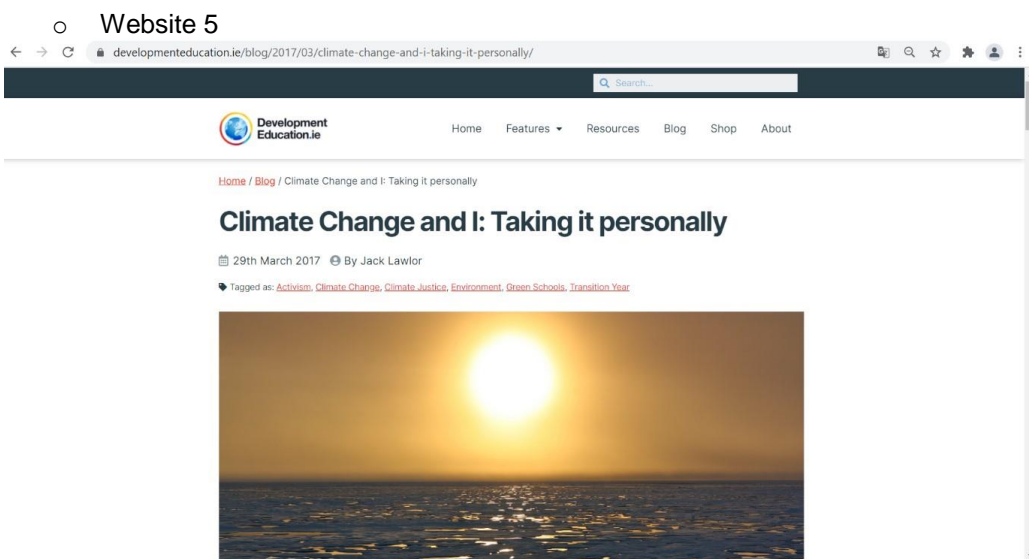 o Website 5
developmenteducation.ie/blog/2017/03/climate-change-and-i-taking-it-personally/
Search...
Development
Education.ie
Home Features Resources Blog Shop About
Home / Blog / Climate Change and I: Taking it personally
Climate Change and I: Taking it personally
29th March 2017 By Jack Lawlor
Tagged as: Activism, Climate Change, Climate Justice, Environment, Green Schools, Transition Year